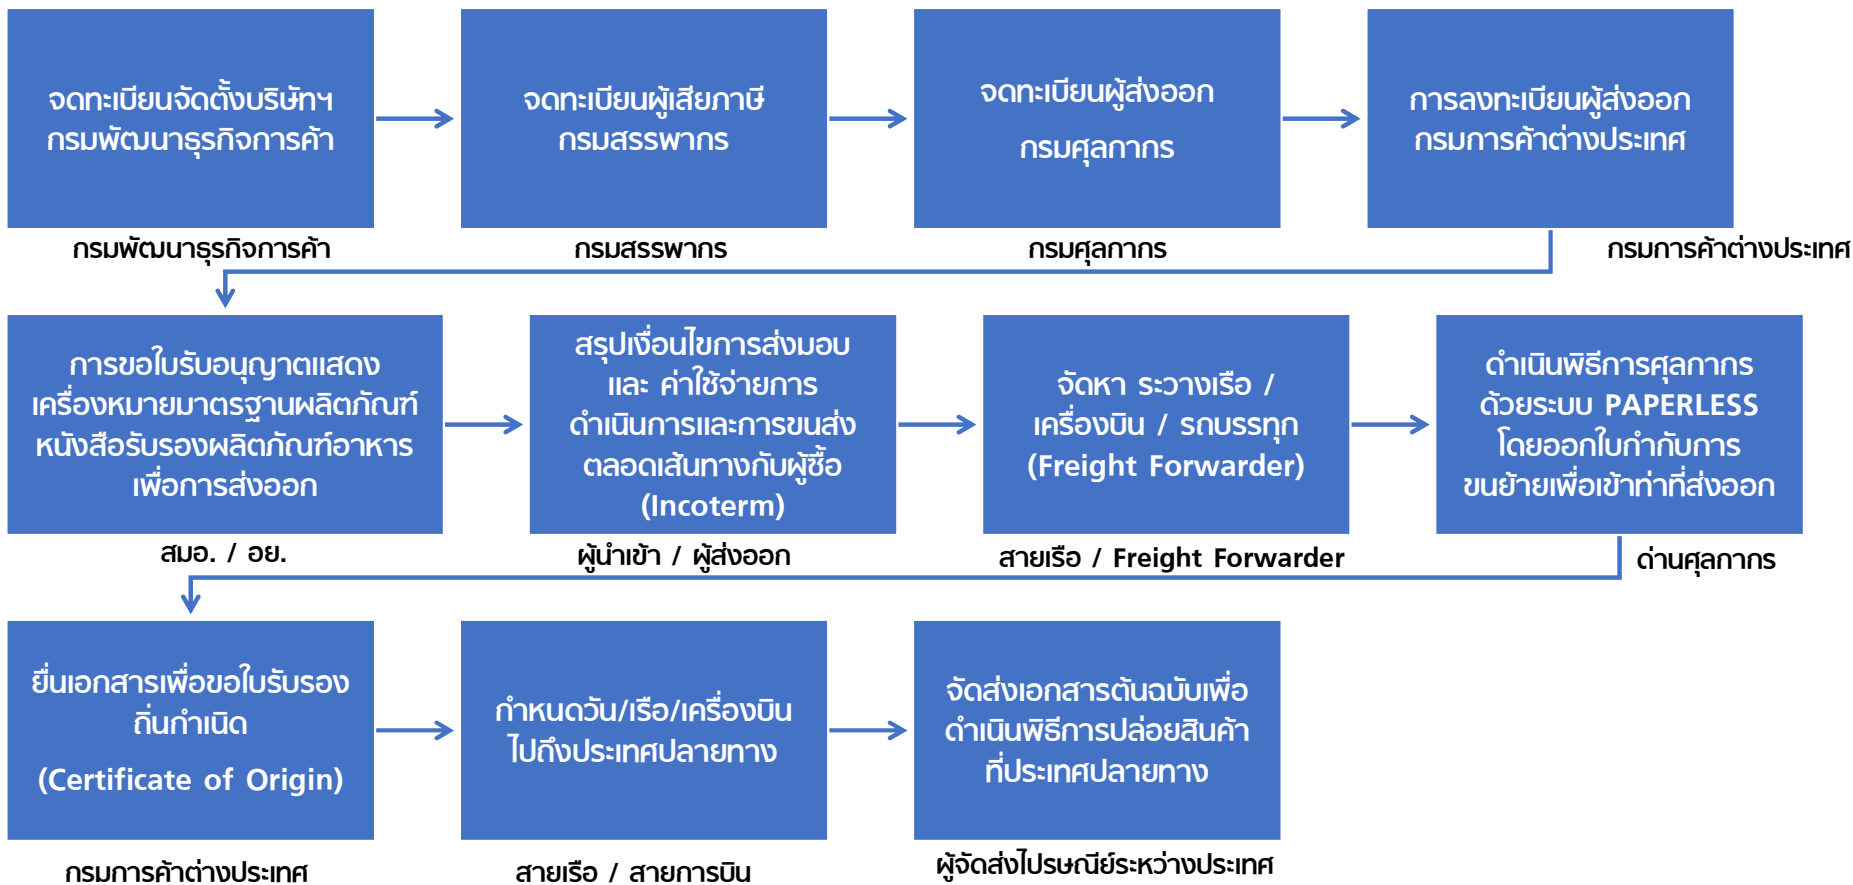 จดทะเบียนจัดตั้งบริษัทฯ
กรมพัฒนาธุรกิจการค้า
กรมพัฒนาธุรกิจการค้า
จดทะเบียนผู้เสียภาษี
กรมสรรพากร
กรมสรรพากร
จดทะเบียนผู้ส่งออก
กรมศุลกากร
กรมศุลกากร
การลงทะเบียนผู้ส่งออก
กรมการค้าต่างประเทศ
กรมการค้าต่างประเทศ
การขอใบรับอนุญาตแสดง
เครื่องหมายมาตรฐานผลิตภัณฑ์
หนังสือรับรองผลิตภัณฑ์อาหาร
เพื่อการส่งออก
สมอ. / อย.
สรุปเงื่อนไขการส่งมอบ
และ ค่าใช้จ่ายการ
ดำเนินการและการขนส่ง
ตลอดเส้นทางกับผู้ซื้อ
(Incoterm)
ผู้นำเข้า / ผู้ส่งออก
จัดหา ระวางเรือ /
เครื่องบิน / รถบรรทุก
(Freight Forwarder)
สายเรือ / Freight Forwarder
ดำเนินพิธีการศุลกากร
ด้วยระบบ PAPERLESS
โดยออกใบกำกับการ
ขนย้ายเพื่อเข้าท่าที่ส่งออก
ด่านศุลกากร
ยื่นเอกสารเพื่อขอใบรับรอง
ถิ่นกำเนิด
(Certificate of Origin)
กรมการค้าต่างประเทศ
กำหนดวัน/เรือ/เครื่องบิน
ไปถึงประเทศปลายทาง
สายเรือ / สายการบิน
จัดส่งเอกสารต้นฉบับเพื่อ
ดำเนินพิธีการปล่อยสินค้า
ที่ประเทศปลายทาง
ผู้จัดส่งไปรษณีย์ระหว่างประเทศ